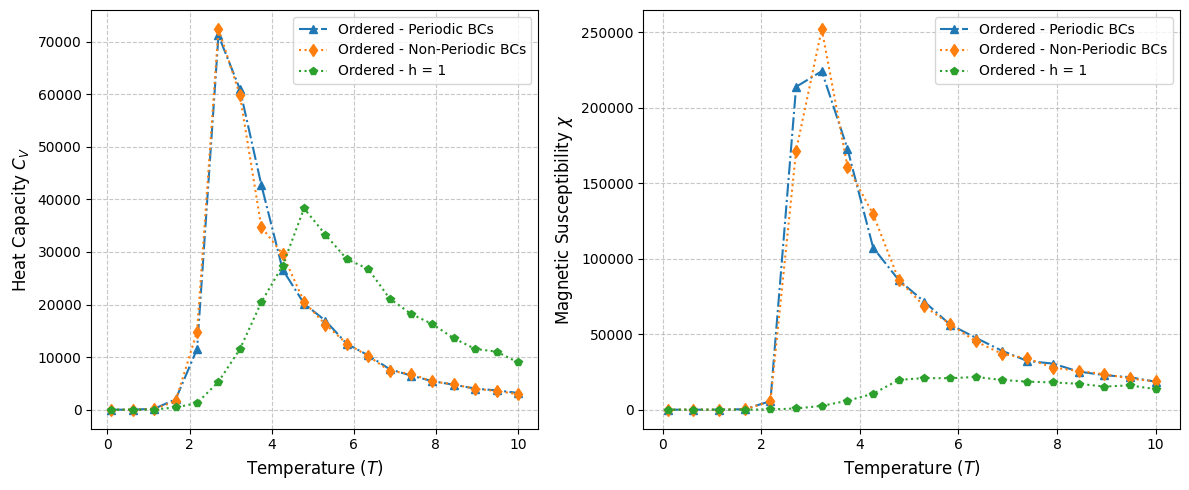 Heat Capacity $C_V$
70000
60000
50000
40000
30000
20000
10000
0
Ordered - Periodic BCs
Ordered - Non-Periodic BCs
Ordered - h = 1
0 2 4 6 8 10
Temperature ($T$)
Magnetic Susceptibility $\chi$
250000
200000
150000
100000
50000
0
Ordered - Periodic BCs
Ordered - Non-Periodic BCs
Ordered - h = 1
0 2 4 6 8 10
Temperature ($T$)